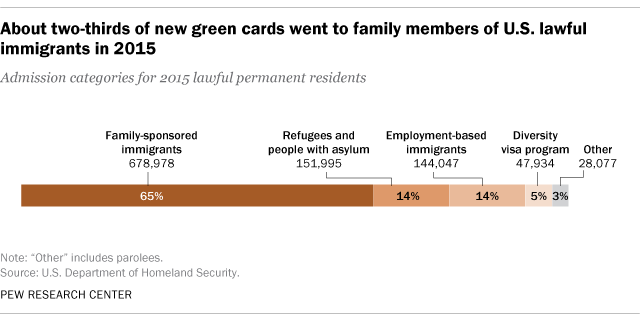 About two-thirds of new green cards went to family members of U.S. lawful
immigrants in 2015
Admission categories for 2015 lawful permanent residents
Family-sponsored
immigrants
678,978
Refugees and
people with asylum
151,995
Employment-based
immigrants
144,047
Diversity
visa program
47,934
Other
28,077
65%
14%
14%
5%
3%
Note: “Other” includes parolees.
Source: U.S. Department of Homeland Security.
PEW RESEARCH CENTER